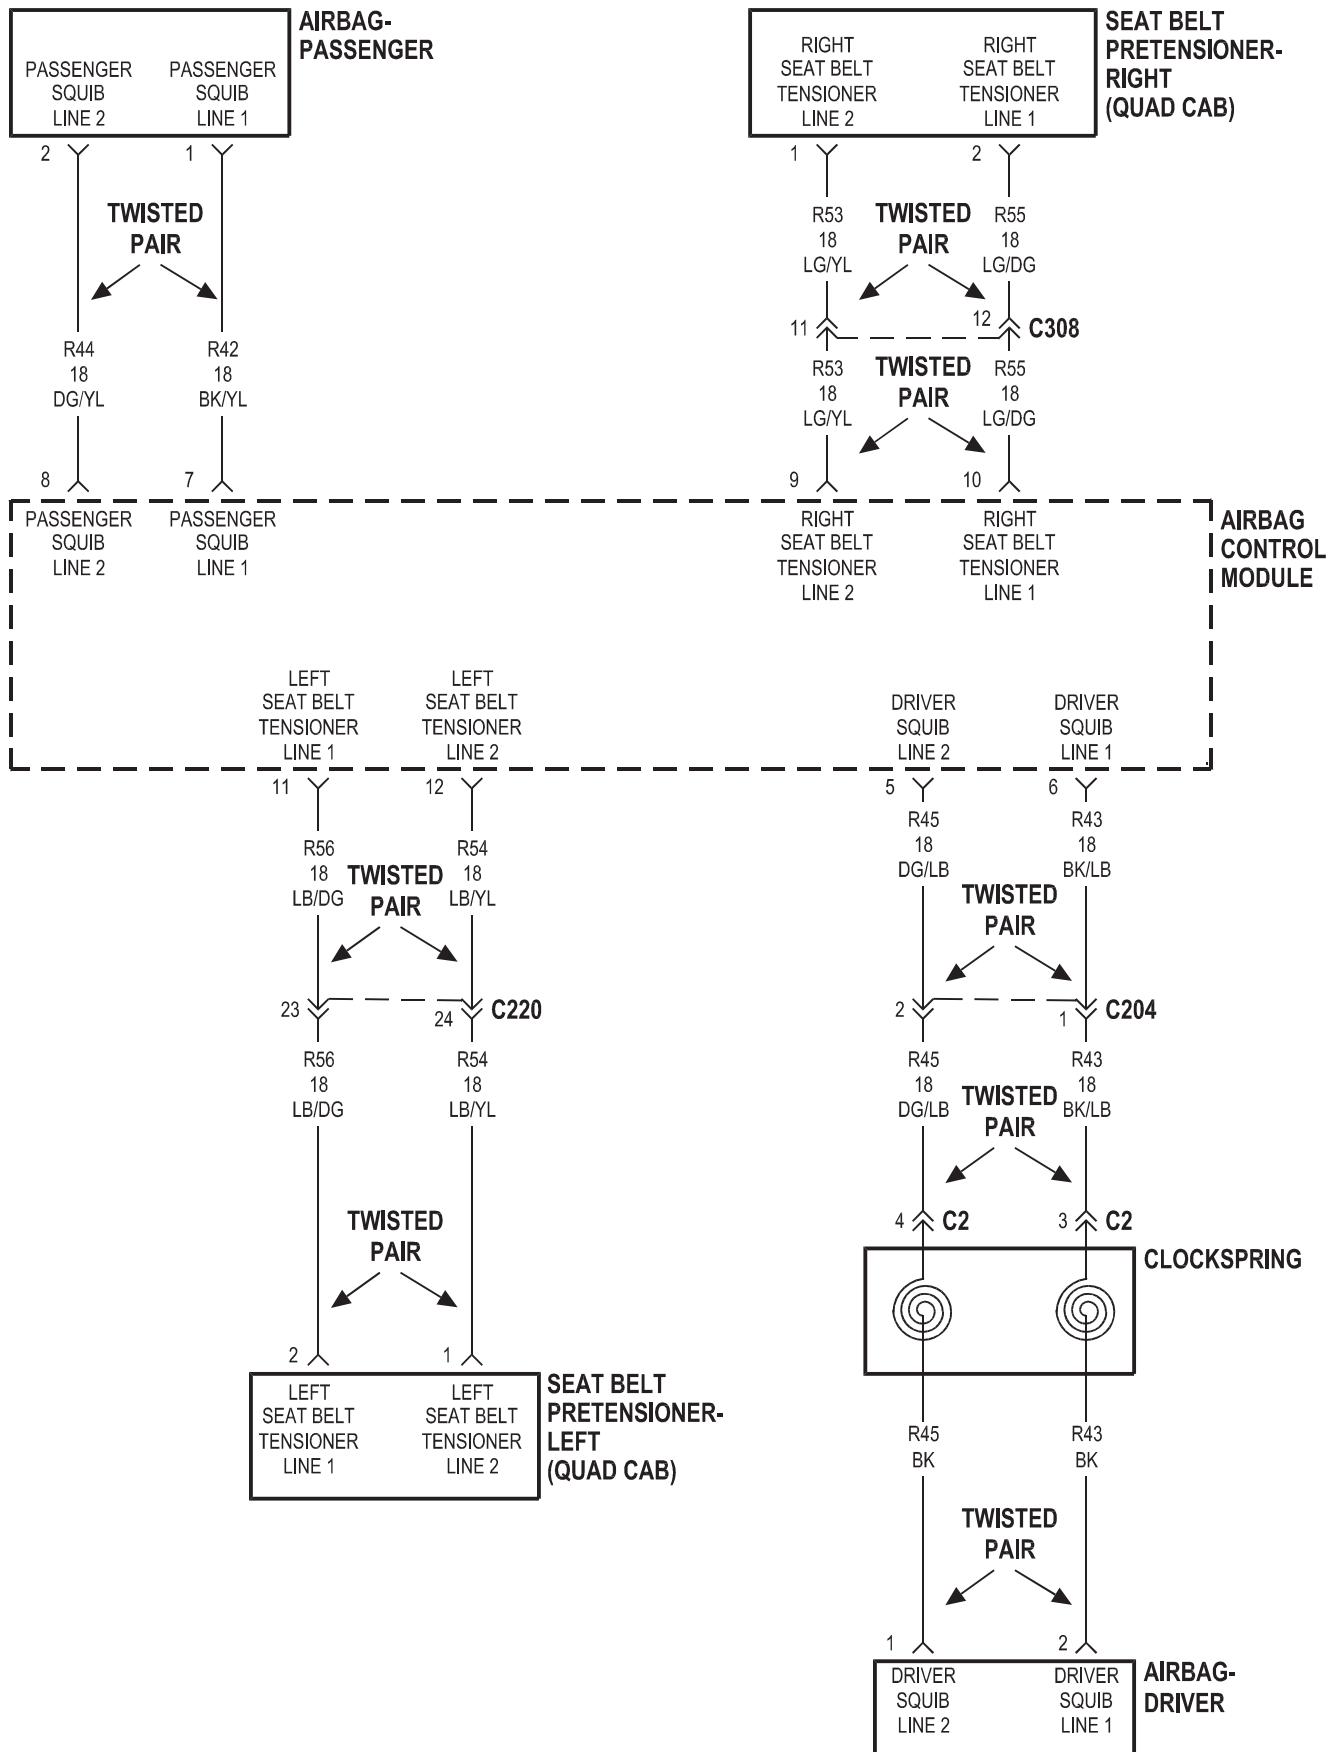 AIRBAG-
PASSENGER
PASSENGER
SQUIB
LINE 2
PASSENGER
SQUIB
LINE 1
2
1
TWISTED
PAIR
R44
18
DG/YL
R42
18
BK/YL
8
7
SEAT BELT
PRETENSIONER-
RIGHT
(QUAD CAB)
RIGHT
SEAT BELT
TENSIONER
LINE 2
RIGHT
SEAT BELT
TENSIONER
LINE 1
1
2
R53
18
LG/YL
TWISTED
PAIR
R55
18
LG/DG
11
12
C308
R53
18
LG/YL
TWISTED
PAIR
R55
18
LG/DG
9
10
PASSENGER
SQUIB
LINE 2
PASSENGER
SQUIB
LINE 1
RIGHT
SEAT BELT
TENSIONER
LINE 2
RIGHT
SEAT BELT
TENSIONER
LINE 1
AIRBAG
CONTROL
MODULE
LEFT
SEAT BELT
TENSIONER
LINE 1
LEFT
SEAT BELT
TENSIONER
LINE 2
DRIVER
SQUIB
LINE 2
DRIVER
SQUIB
LINE 1
11
12
R56
18
LB/DG
TWISTED
PAIR
R54
18
LB/YL
23
24
C220
R56
18
LB/DG
R54
18
LB/YL
TWISTED
PAIR
2
1
LEFT
SEAT BELT
TENSIONER
LINE 1
LEFT
SEAT BELT
TENSIONER
LINE 2
SEAT BELT
PRETENSIONER-
LEFT
(QUAD CAB)
5
6
R45
18
DG/LB
R43
18
BK/LB
TWISTED
PAIR
2
1
C204
R45
18
DG/LB
TWISTED
PAIR
R43
18
BK/LB
4
C2
3
C2
CLOCKSPRING
R45
BK
R43
BK
TWISTED
PAIR
1
2
DRIVER
SQUIB
LINE 2
DRIVER
SQUIB
LINE 1
AIRBAG-
DRIVER